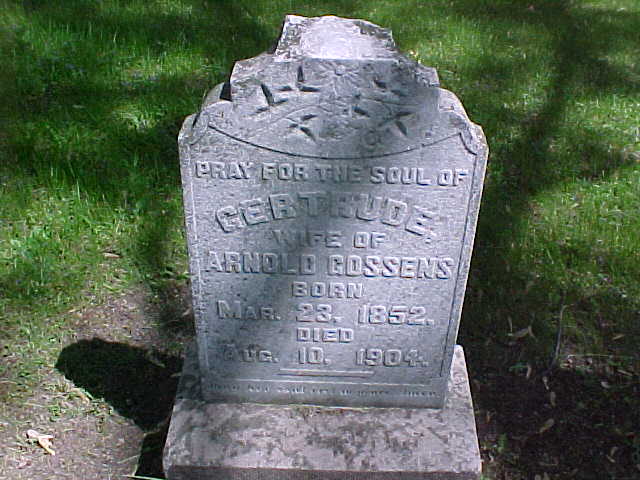 PRAY FOR THE SOUL OF
GERTRUDE,
WIFE OF
ARNOLD GOSSENS
BORN
MAR. 23. 1852.
DIED
AUG. 10. 1904.